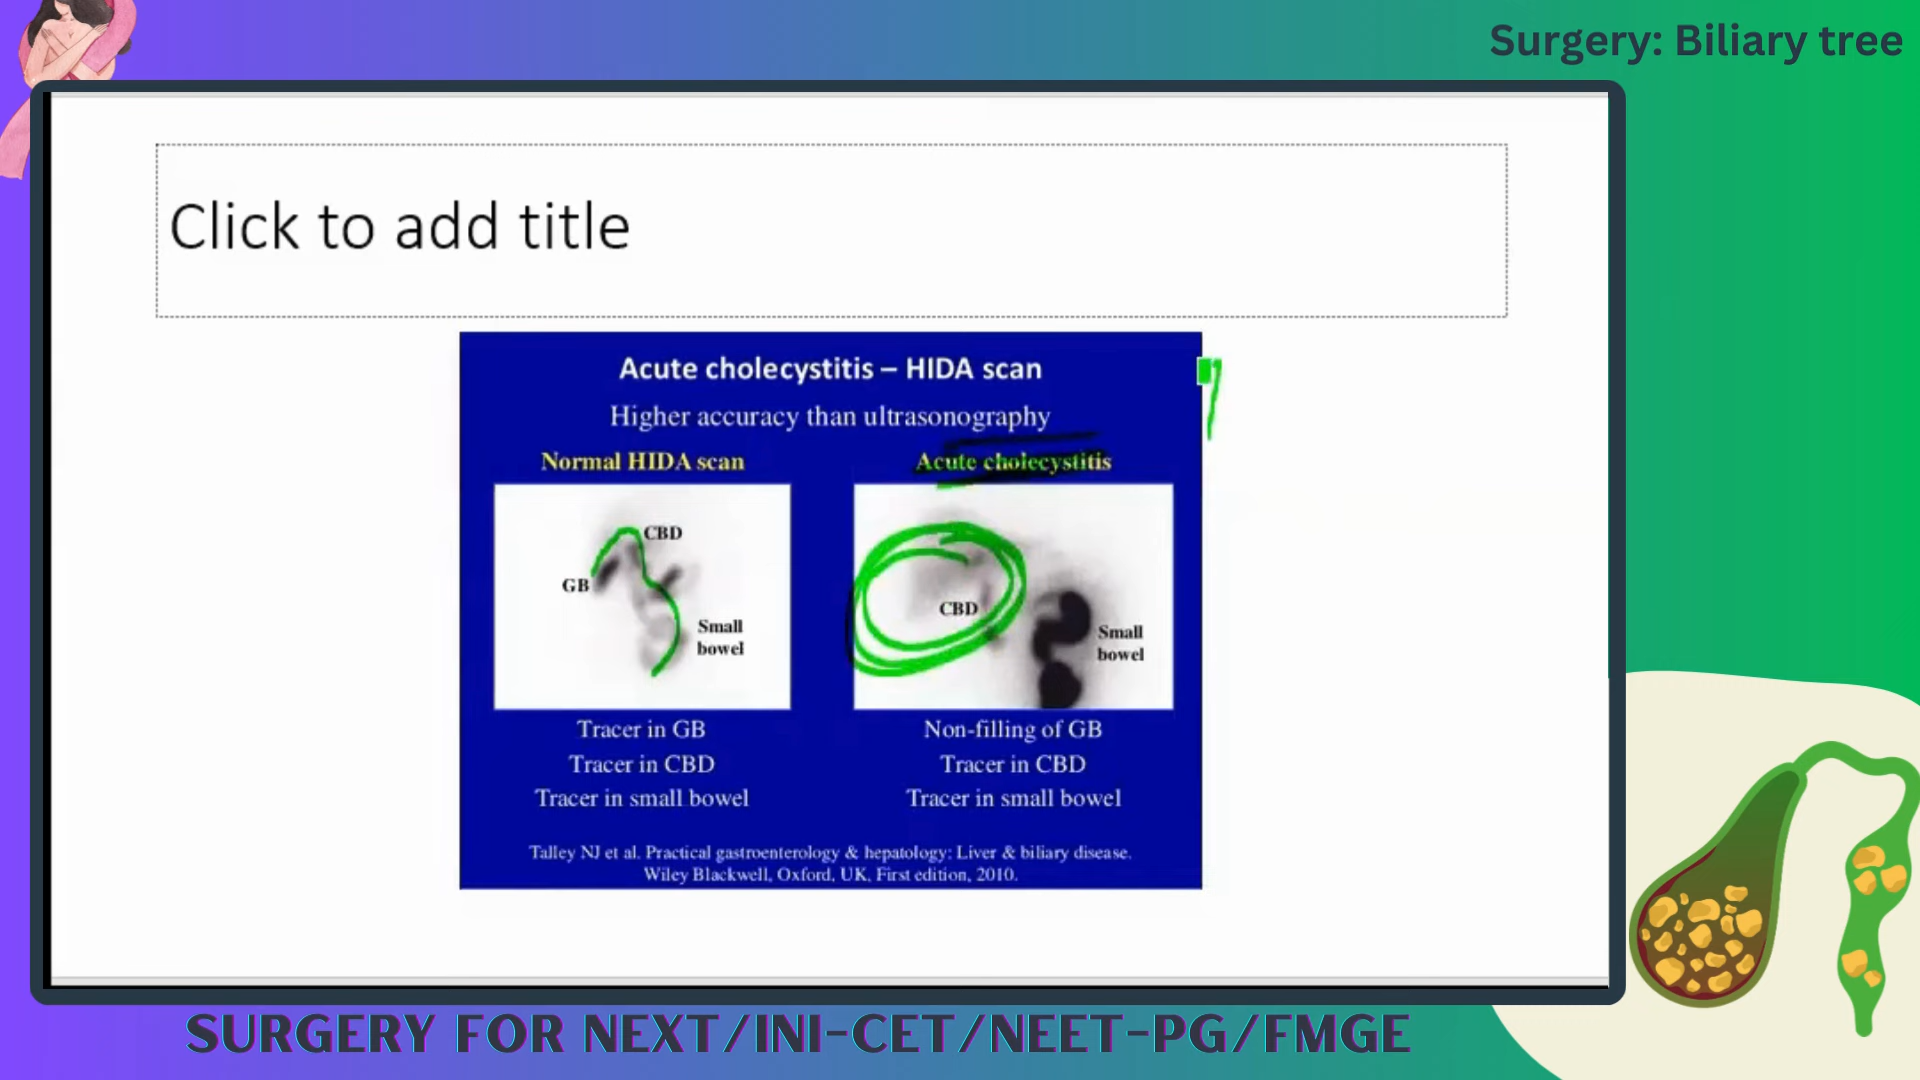 Surgery: Biliary tree
Click to add title
Acute cholecystitis – HIDA scan
Higher accuracy than ultrasonography
Normal HIDA scan
Acute cholecystitis
CBD
GB
Small
bowel
CBD
Small
bowel
Tracer in GB
Tracer in CBD
Tracer in small bowel
Non-filling of GB
Tracer in CBD
Tracer in small bowel
Talley NJ et al. Practical gastroenterology & hepatology: Liver & biliary disease.
Wiley Blackwell, Oxford, UK, First edition, 2010.
SURGERY FOR NEXT/INI-CET/NEET-PG/FMGE